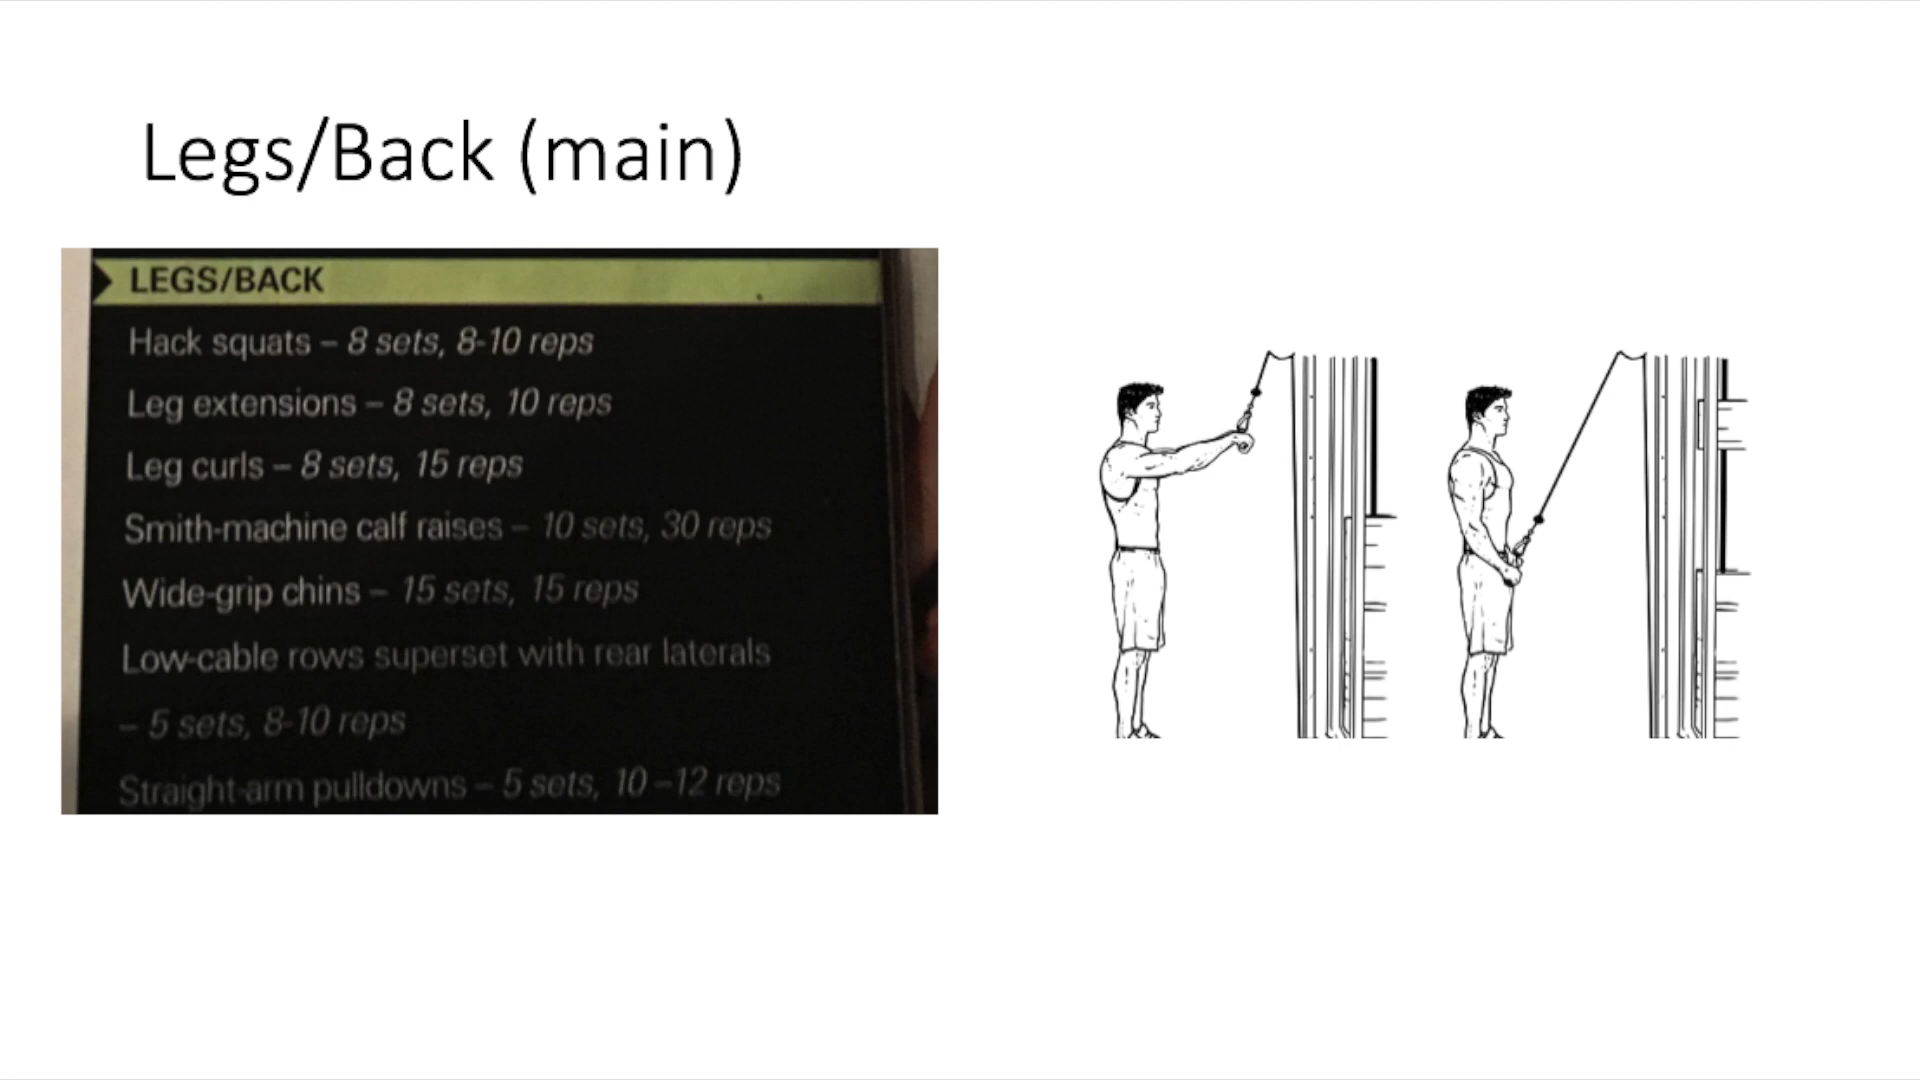 Legs/Back (main)
LEGS/BACK
Hack squats – 8 sets, 8-10 reps
Leg extensions – 8 sets, 10 reps
Leg curls – 8 sets, 15 reps
Smith-machine calf raises – 10 sets, 30 reps
Wide-grip chins – 15 sets, 15 reps
Low-cable rows superset with rear laterals
– 5 sets, 8-10 reps
Straight-arm pulldowns – 5 sets, 10–12 reps